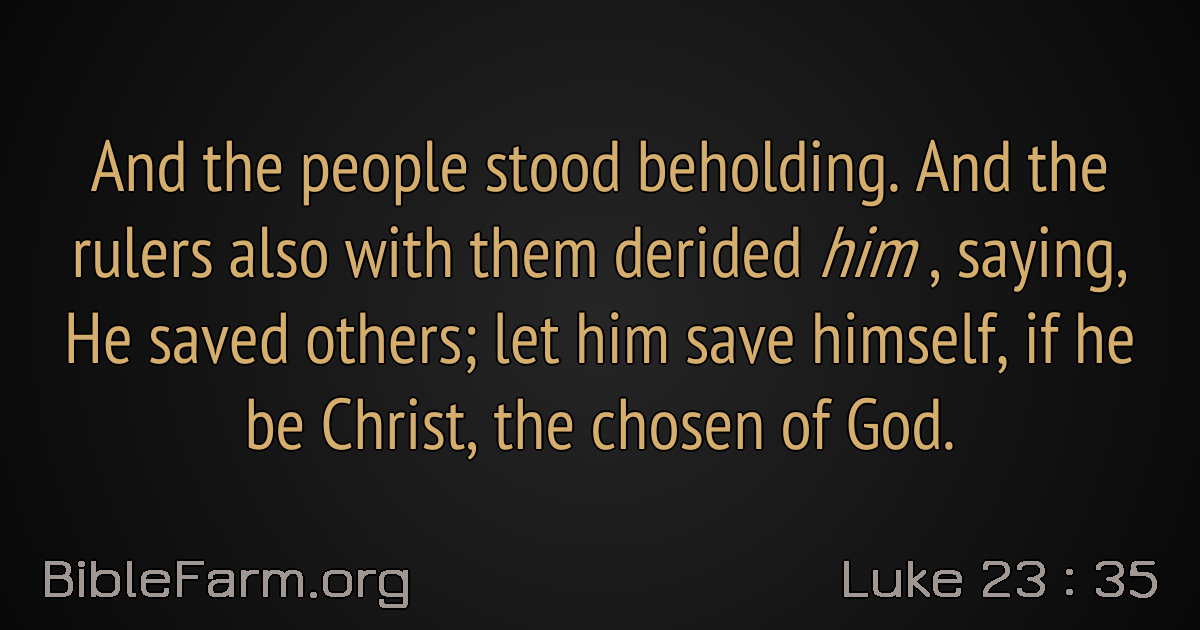 And the people stood beholding. And the
rulers also with them derided him , saying,
He saved others; let him save himself, if he
be Christ, the chosen of God.
BibleFarm.org
Luke 23 : 35